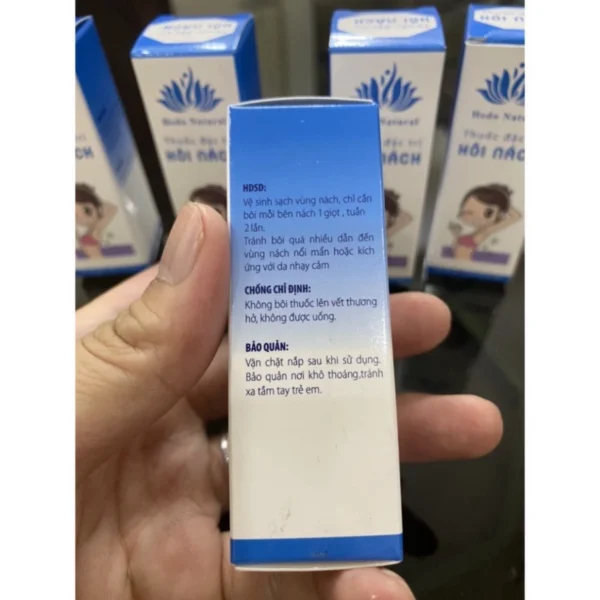 HDSD:
Vệ sinh sạch vùng nách, chỉ cần
bôi mỗi bên nách 1 giọt , tuần
2 lần.
Tránh bôi quá nhiều dẫn đến
vùng nách nổi mẩn hoặc kích
ứng với da nhạy cảm
CHỐNG CHỈ ĐỊNH:
Không bôi thuốc lên vết thương
hở, không được uống.
BẢO QUẢN:
Vặn chặt nắp sau khi sử dụng.
Bảo quản nơi khô thoáng,tránh
xa tầm tay trẻ em.
Hodo Natural
Thuốc đặc trị
HÔI NÁCH
HÔI NÁCH